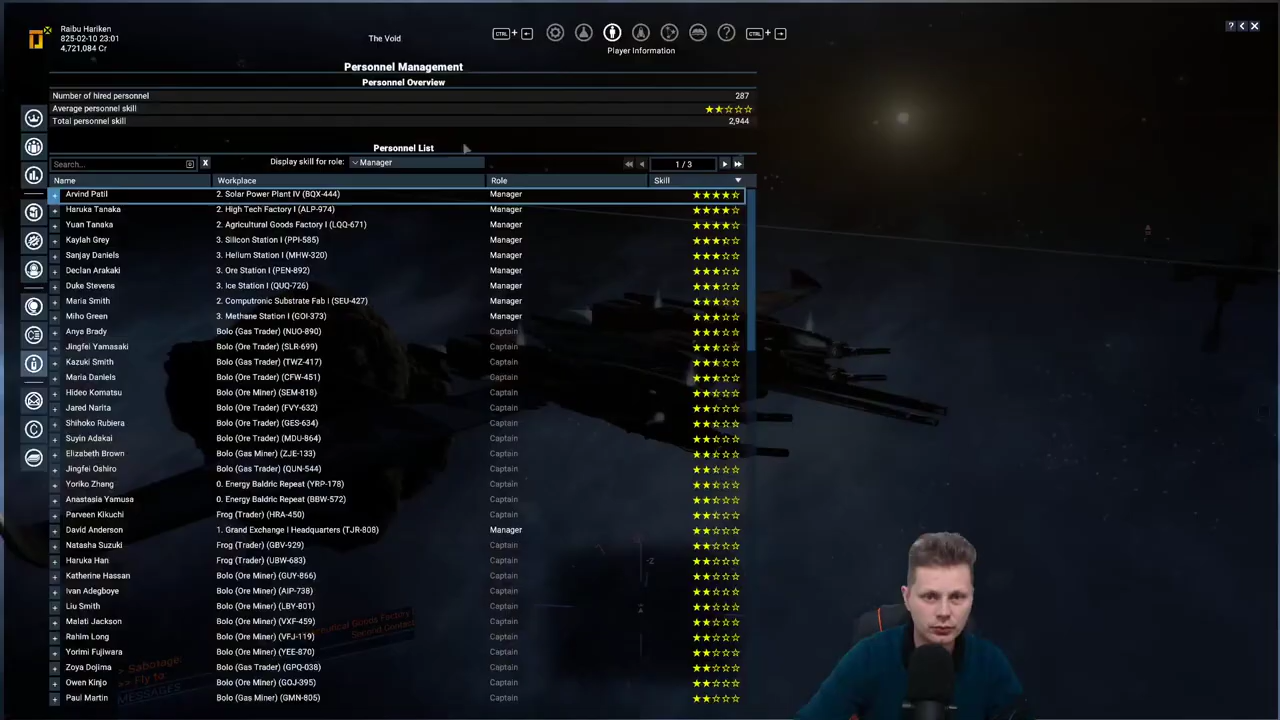 Raibu Hariken
825-02-10 23:01
4,721,084 Cr
The Void
CTRL + ←
CTRL + →
? < X
Player Information
Personnel Management
Personnel Overview
Number of hired personnel 287
Average personnel skill ★★☆☆☆
Total personnel skill 2,944
Personnel List
Search... x Display skill for role: Manager 1 / 3
Name Workplace Role Skill
Arvind Patil 2. Solar Power Plant IV (BQX-444) Manager
Haruka Tanaka 2. High Tech Factory I (ALP-974) Manager
Yuan Tanaka 2. Agricultural Goods Factory I (LQQ-671) Manager
Kaylah Grey 3. Silicon Station I (PPI-585) Manager
Sanjay Daniels 3. Helium Station I (MHW-320) Manager
Declan Arakaki 3. Ore Station I (PEN-892) Manager
Duke Stevens 3. Ice Station I (QUQ-726) Manager
Maria Smith 2. Computronic Substrate Fab I (SEU-427) Manager
Miho Green 3. Methane Station I (GOI-373) Manager
Anya Brady Bolo (Gas Trader) (NUO-890) Captain
Jingfei Yamasaki Bolo (Ore Trader) (SLR-699) Captain
Kazuki Smith Bolo (Gas Trader) (TWZ-417) Captain
Maria Daniels Bolo (Ore Trader) (CFW-451) Captain
Hideo Komatsu Bolo (Ore Miner) (SEM-818) Captain
Jared Narita Bolo (Ore Trader) (FVY-632) Captain
Shihoko Rubiera Bolo (Ore Trader) (GES-634) Captain
Suyin Adakai Bolo (Ore Trader) (MDU-864) Captain
Elizabeth Brown Bolo (Gas Miner) (ZJE-133) Captain
Jingfei Oshiro Bolo (Gas Trader) (QUN-544) Captain
Yoriko Zhang 0. Energy Baldric Repeat (YRP-178) Captain
Anastasia Yamusa 0. Energy Baldric Repeat (BBW-572) Captain
Parveen Kikuchi Frog (Trader) (HRA-450) Captain
David Anderson 1. Grand Exchange I Headquarters (TJR-808) Manager
Natasha Suzuki Frog (Trader) (GBV-929) Captain
Haruka Han Frog (Trader) (UBW-683) Captain
Katherine Hassan Bolo (Ore Miner) (GUY-866) Captain
Ivan Adegboye Bolo (Ore Miner) (AIP-738) Captain
Liu Smith Bolo (Ore Miner) (LBY-801) Captain
Malati Jackson Bolo (Ore Miner) (VXF-459) Captain
Rahim Long Bolo (Ore Miner) (VFJ-119) Captain
Yorimi Fujiwara Bolo (Ore Miner) (YEE-870) Captain
Zoya Dojima Bolo (Gas Trader) (GPQ-038) Captain
Owen Kinjo Bolo (Ore Miner) (GOJ-395) Captain
Paul Martin Bolo (Gas Miner) (GMN-805) Captain
Goods Factory
Second Contact
> Sabotage:
> Fly to
MESSAGES